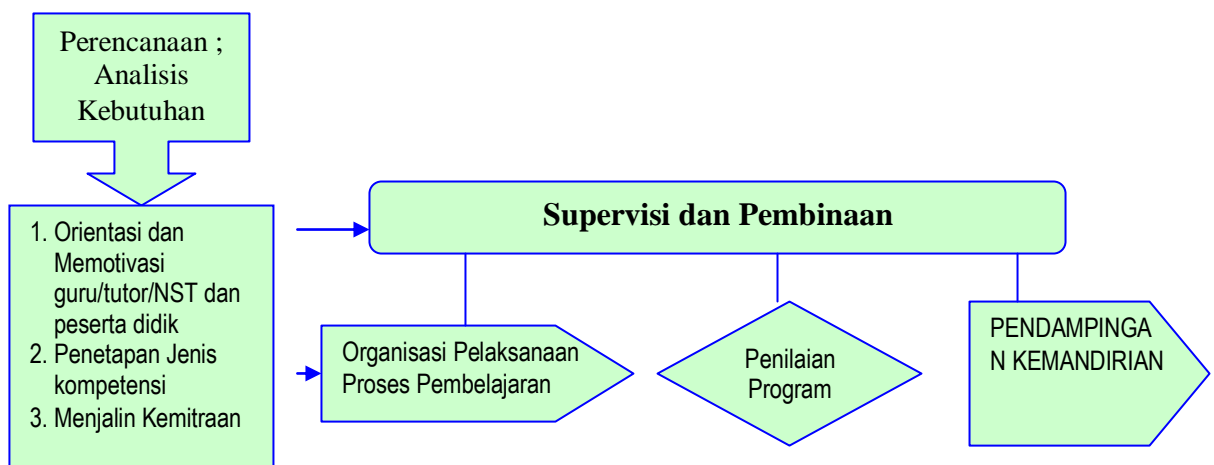 Perencanaan ;
Analisis
Kebutuhan
1. Orientasi dan
Memotivasi
guru/tutor/NST dan
peserta didik
2. Penetapan Jenis
kompetensi
3. Menjalin Kemitraan
Supervisi dan Pembinaan
Organisasi Pelaksanaan
Proses Pembelajaran
Penilaian
Program
PENDAMPINGA
N KEMANDIRIAN